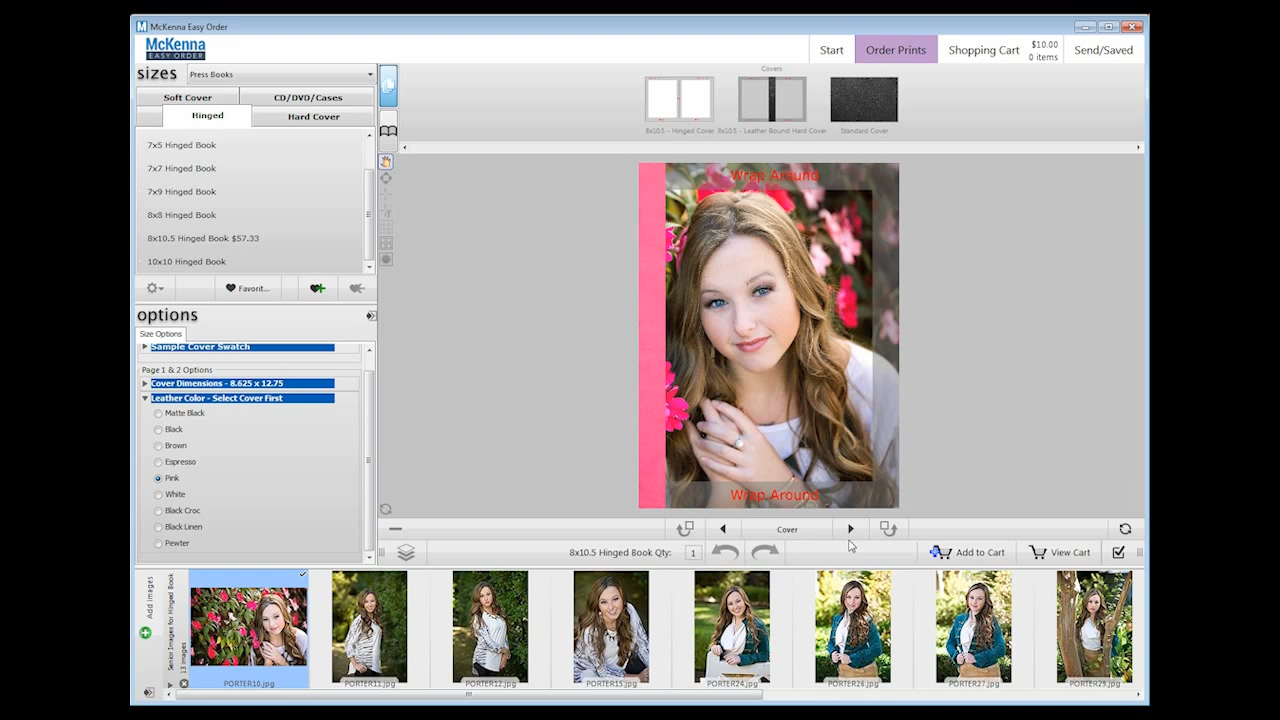 McKenna Easy Order
McKenna
EASY ORDER
Start
Order Prints
Shopping Cart
$10.00
0 items
Send/Saved
sizes
Press Books
Soft Cover
CD/DVD/Cases
Hinged
Hard Cover
7x5 Hinged Book
7x7 Hinged Book
7x9 Hinged Book
8x8 Hinged Book
8x10.5 Hinged Book $57.33
10x10 Hinged Book
Favorit...
options
Size Options
Sample Cover Swatch
Page 1 & 2 Options
Cover Dimensions - 8.625 x 12.75
Leather Color - Select Cover First
Matte Black
Black
Brown
Espresso
Pink
White
Black Croc
Black Linen
Pewter
Covers
8x10.5 - Hinged Cover
8x10.5 - Leather Bound Hard Cover
Standard Cover
Wrap Around
Wrap Around
Cover
8x10.5 Hinged Book Qty:
1
Add to Cart
View Cart
Add Images
Senior Images for Hinged Book
13 images
PORTER10.jpg
PORTER11.jpg
PORTER12.jpg
PORTER15.jpg
PORTER24.jpg
PORTER26.jpg
PORTER27.jpg
PORTER29.jpg